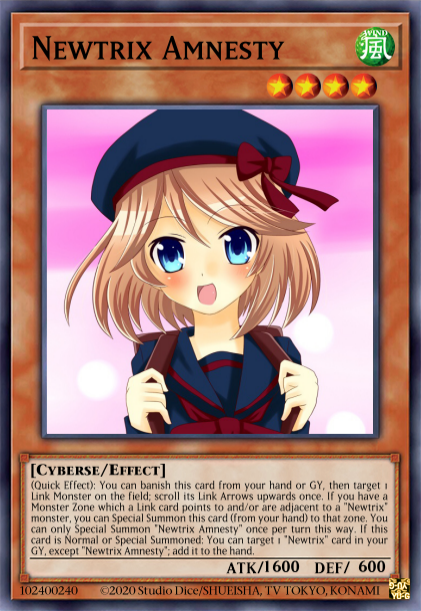 Newtrix Amnesty
WIND
風
[Cyberse/Effect]
(Quick Effect): You can banish this card from your hand or GY, then target 1
Link Monster on the field; scroll its Link Arrows upwards once. If you have a
Monster Zone which a Link card points to and/or are adjacent to a "Newtrix"
monster, you can Special Summon this card (from your hand) to that zone. You
can only Special Summon "Newtrix Amnesty" once per turn this way. If this
card is Normal or Special Summoned: You can target 1 "Newtrix" card in your
GY, except "Newtrix Amnesty"; add it to the hand.
ATK/1600 DEF/ 600
102400240 ©2020 Studio Dice/SHUEISHA, TV TOKYO, KONAMI